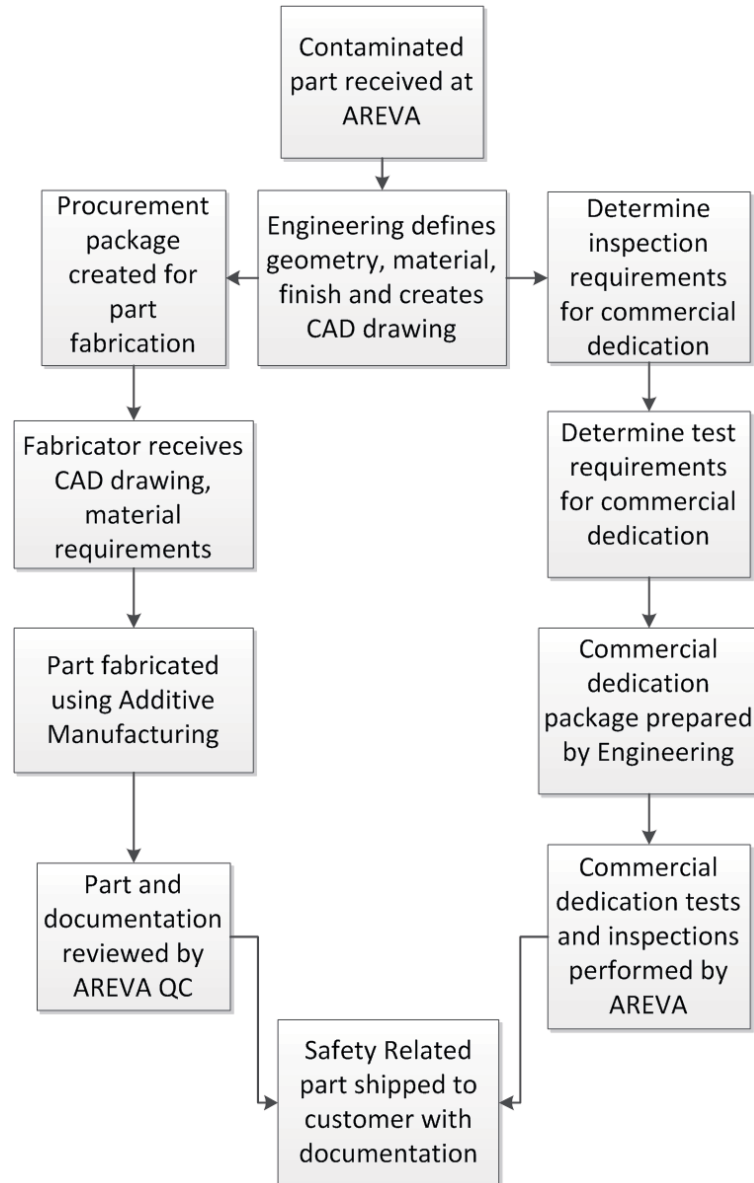 Contaminated
part received at
AREVA
Procurement
package
created for
part
fabrication
Engineering defines
geometry, material,
finish and creates
CAD drawing
Determine
inspection
requirements
for commercial
dedication
Fabricator receives
CAD drawing,
material
requirements
Determine test
requirements
for commercial
dedication
Part fabricated
using Additive
Manufacturing
Commercial
dedication
package prepared
by Engineering
Part and
documentation
reviewed by
AREVA QC
Commercial
dedication tests
and inspections
performed by
AREVA
Safety Related
part shipped to
customer with
documentation